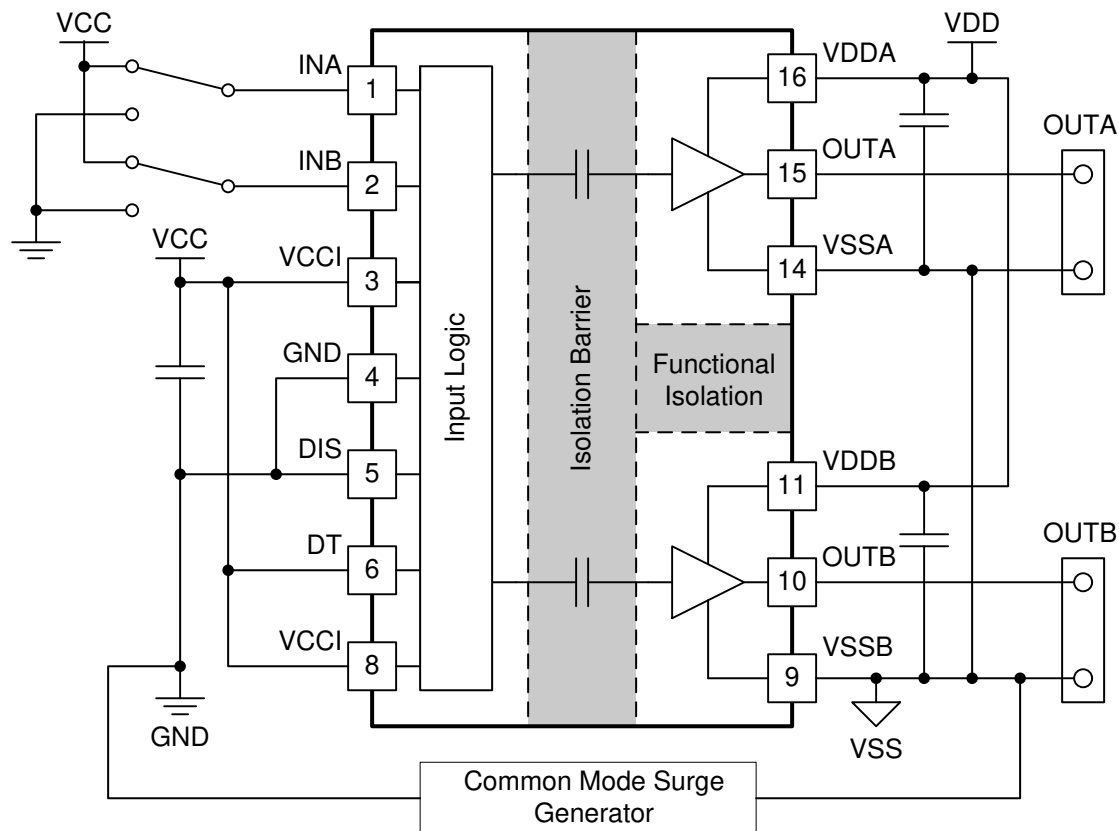 VCC
VDD
INA
1
INB
2
VCC
VCCI
3
GND
4
DIS
5
DT
6
VCCI
8
GND
Input Logic
Isolation Barrier
Functional
Isolation
16
VDDA
15
OUTA
14
VSSA
OUTA
11
VDDB
10
OUTB
9
VSSB
OUTB
VSS
Common Mode Surge
Generator